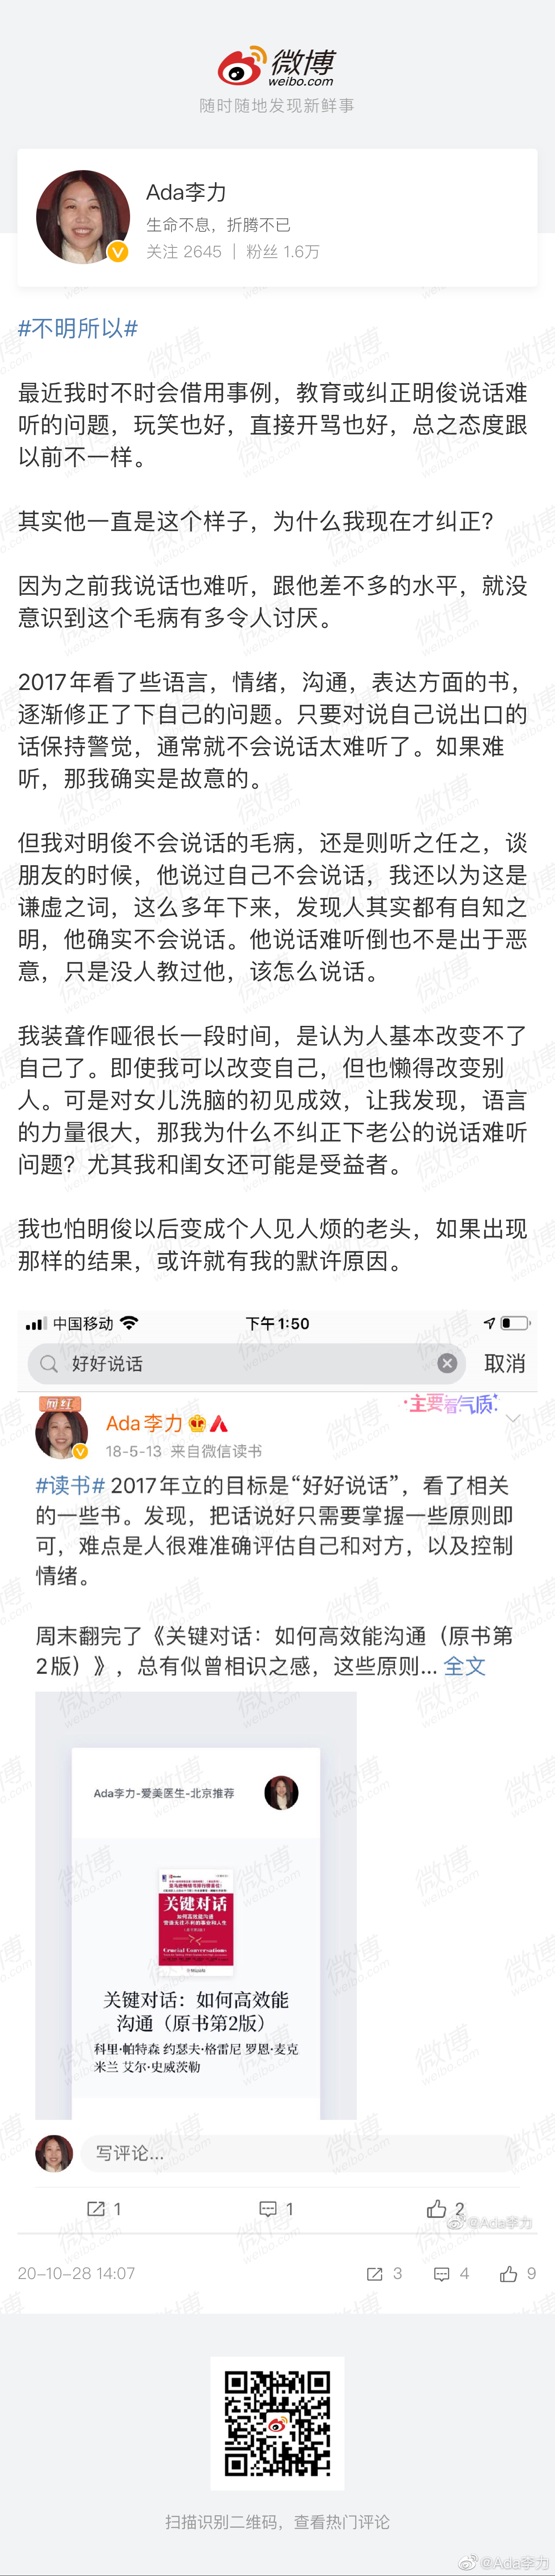 微博
weibo.com
随时随地发现新鲜事
Ada李力
生命不息，折腾不已
关注 2645 | 粉丝 1.6万
#不明所以#
最近我时不时会借用事例，教育或纠正明俊说话难
听的问题，玩笑也好，直接开骂也好，总之态度跟
以前不一样。
其实他一直是这个样子，为什么我现在才纠正？
因为之前我说话也难听，跟他差不多的水平，就没
意识到这个毛病有多令人讨厌。
2017年看了些语言，情绪，沟通，表达方面的书，
逐渐修正了下自己的问题。只要对说自己说出口的
话保持警觉，通常就不会说话太难听了。如果难
听，那我确实是故意的。
但我对明俊不会说话的毛病，还是则听之任之，谈
朋友的时候，他说过自己不会说话，我还以为这是
谦虚之词，这么多年下来，发现人其实都有自知之
明，他确实不会说话。他说话难听倒也不是出于恶
意，只是没人教过他，该怎么说话。
我装聋作哑很长一段时间，是认为人基本改变不了
自己了。即使我可以改变自己，但也懒得改变别
人。可是对女儿洗脑的初见成效，让我发现，语言
的力量很大，那我为什么不纠正下老公的说话难听
问题？尤其我和闺女还可能是受益者。
我也怕明俊以后变成个人见人烦的老头，如果出现
那样的结果，或许就有我的默许原因。
中国移动 下午1:50
好好说话 取消
网红
·主要看气质·
Ada李力
18-5-13 来自微信读书
#读书# 2017年立的目标是“好好说话”，看了相关
的一些书。发现，把话说好只需要掌握一些原则即
可，难点是人很难准确评估自己和对方，以及控制
情绪。
周末翻完了《关键对话：如何高效能沟通（原书第
2版）》，总有似曾相识之感，这些原则... 全文
Ada李力-爱美医生-北京推荐
关键对话
如何高效能沟通
Crucial Conversations
关键对话：如何高效能
沟通（原书第2版）
科里·帕特森 约瑟夫·格雷尼 罗恩·麦克
米兰 艾尔·史威茨勒
写评论...
1 1 2
@Ada李力
20-10-28 14:07 3 4 9
扫描识别二维码，查看热门评论
@Ada李力